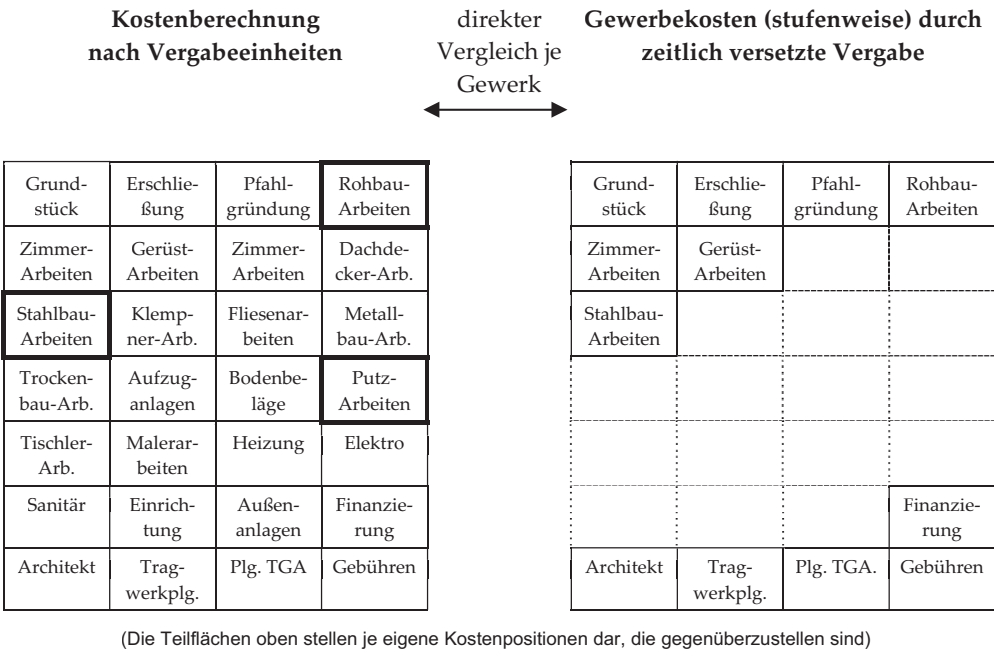 Kostenberechnung
nach Vergabeeinheiten
direkter
Vergleich je
Gewerk
Gewerbekosten (stufenweise) durch
zeitlich versetzte Vergabe
Grund-
stück
Erschlie-
ßung
Pfahl-
gründung
Rohbau-
Arbeiten
Zimmer-
Arbeiten
Gerüst-
Arbeiten
Zimmer-
Arbeiten
Dachde-
cker-Arb.
Stahlbau-
Arbeiten
Klemp-
ner-Arb.
Fliesenar-
beiten
Metall-
bau-Arb.
Trocken-
bau-Arb.
Aufzug-
anlagen
Bodenbe-
läge
Putz-
Arbeiten
Tischler-
Arb.
Malerar-
beiten
Heizung
Elektro
Sanitär
Einrich-
tung
Außen-
anlagen
Finanzie-
rung
Architekt
Trag-
werkplg.
Plg. TGA
Gebühren
Grund-
stück
Erschlie-
ßung
Pfahl-
gründung
Rohbau-
Arbeiten
Zimmer-
Arbeiten
Gerüst-
Arbeiten
Stahlbau-
Arbeiten
Finanzie-
rung
Architekt
Trag-
werkplg.
Plg. TGA.
Gebühren
(Die Teilflächen oben stellen je eigene Kostenpositionen dar, die gegenüberzustellen sind)